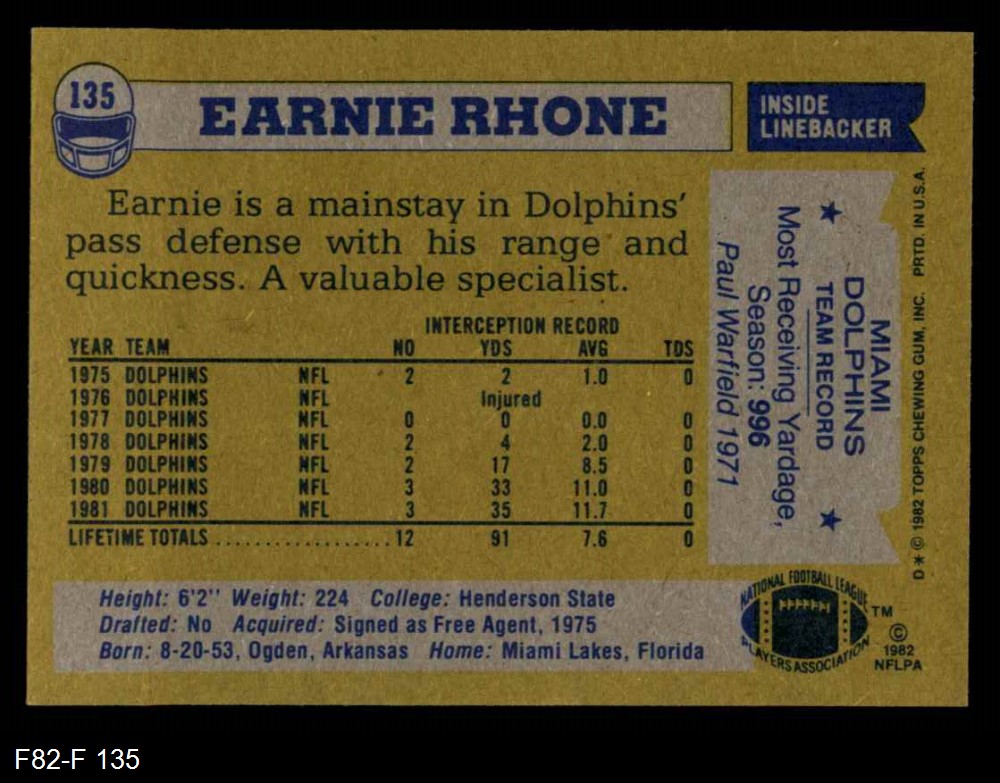 135
EARNIE RHONE
INSIDE
LINEBACKER
Earnie is a mainstay in Dolphins'
pass defense with his range and
quickness. A valuable specialist.
INTERCEPTION RECORD
YEAR TEAM NO YDS AVG TDS
1975 DOLPHINS NFL 2 2 1.0 0
1976 DOLPHINS NFL Injured
1977 DOLPHINS NFL 0 0 0.0 0
1978 DOLPHINS NFL 2 4 2.0 0
1979 DOLPHINS NFL 2 17 8.5 0
1980 DOLPHINS NFL 3 33 11.0 0
1981 DOLPHINS NFL 3 35 11.7 0
LIFETIME TOTALS .................. 12 91 7.6 0
MIAMI
DOLPHINS
TEAM RECORD
★ Most Receiving Yardage, ★
Season: 996
Paul Warfield 1971
D✶© 1982 TOPPS CHEWING GUM, INC. PRTD. IN U.S.A.
Height: 6'2'' Weight: 224 College: Henderson State
Drafted: No Acquired: Signed as Free Agent, 1975
Born: 8-20-53, Ogden, Arkansas Home: Miami Lakes, Florida
NATIONAL FOOTBALL LEAGUE
PLAYERS ASSOCIATION
TM
©
1982
NFLPA
F82-F 135